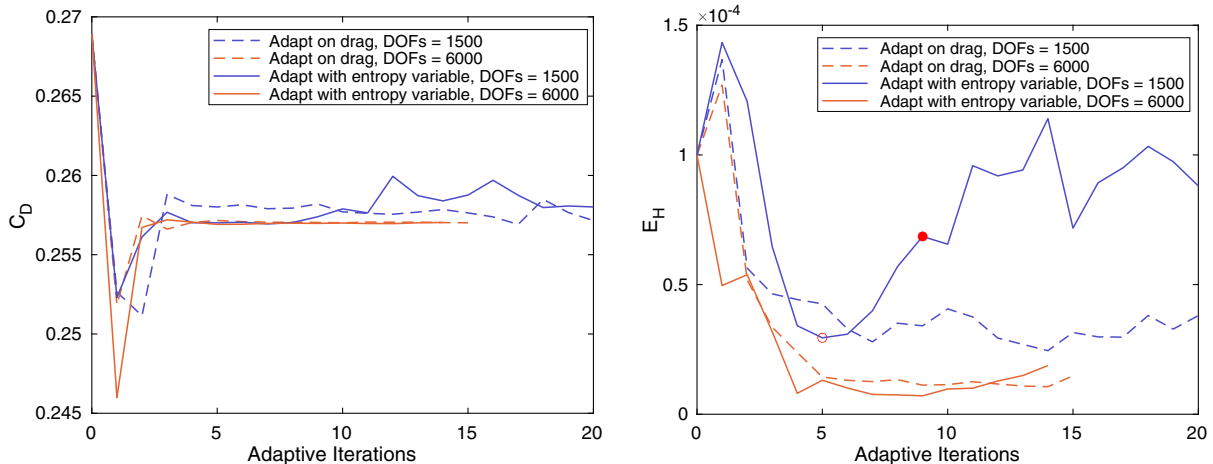 0.27
0.265
0.26
0.255
0.25
0.245
C_D
0 5 10 15 20
Adaptive Iterations
Adapt on drag, DOFs = 1500
Adapt on drag, DOFs = 6000
Adapt with entropy variable, DOFs = 1500
Adapt with entropy variable, DOFs = 6000
×10^-4
1.5
1
0.5
0
E_H
0 5 10 15 20
Adaptive Iterations
Adapt on drag, DOFs = 1500
Adapt on drag, DOFs = 6000
Adapt with entropy variable, DOFs = 1500
Adapt with entropy variable, DOFs = 6000